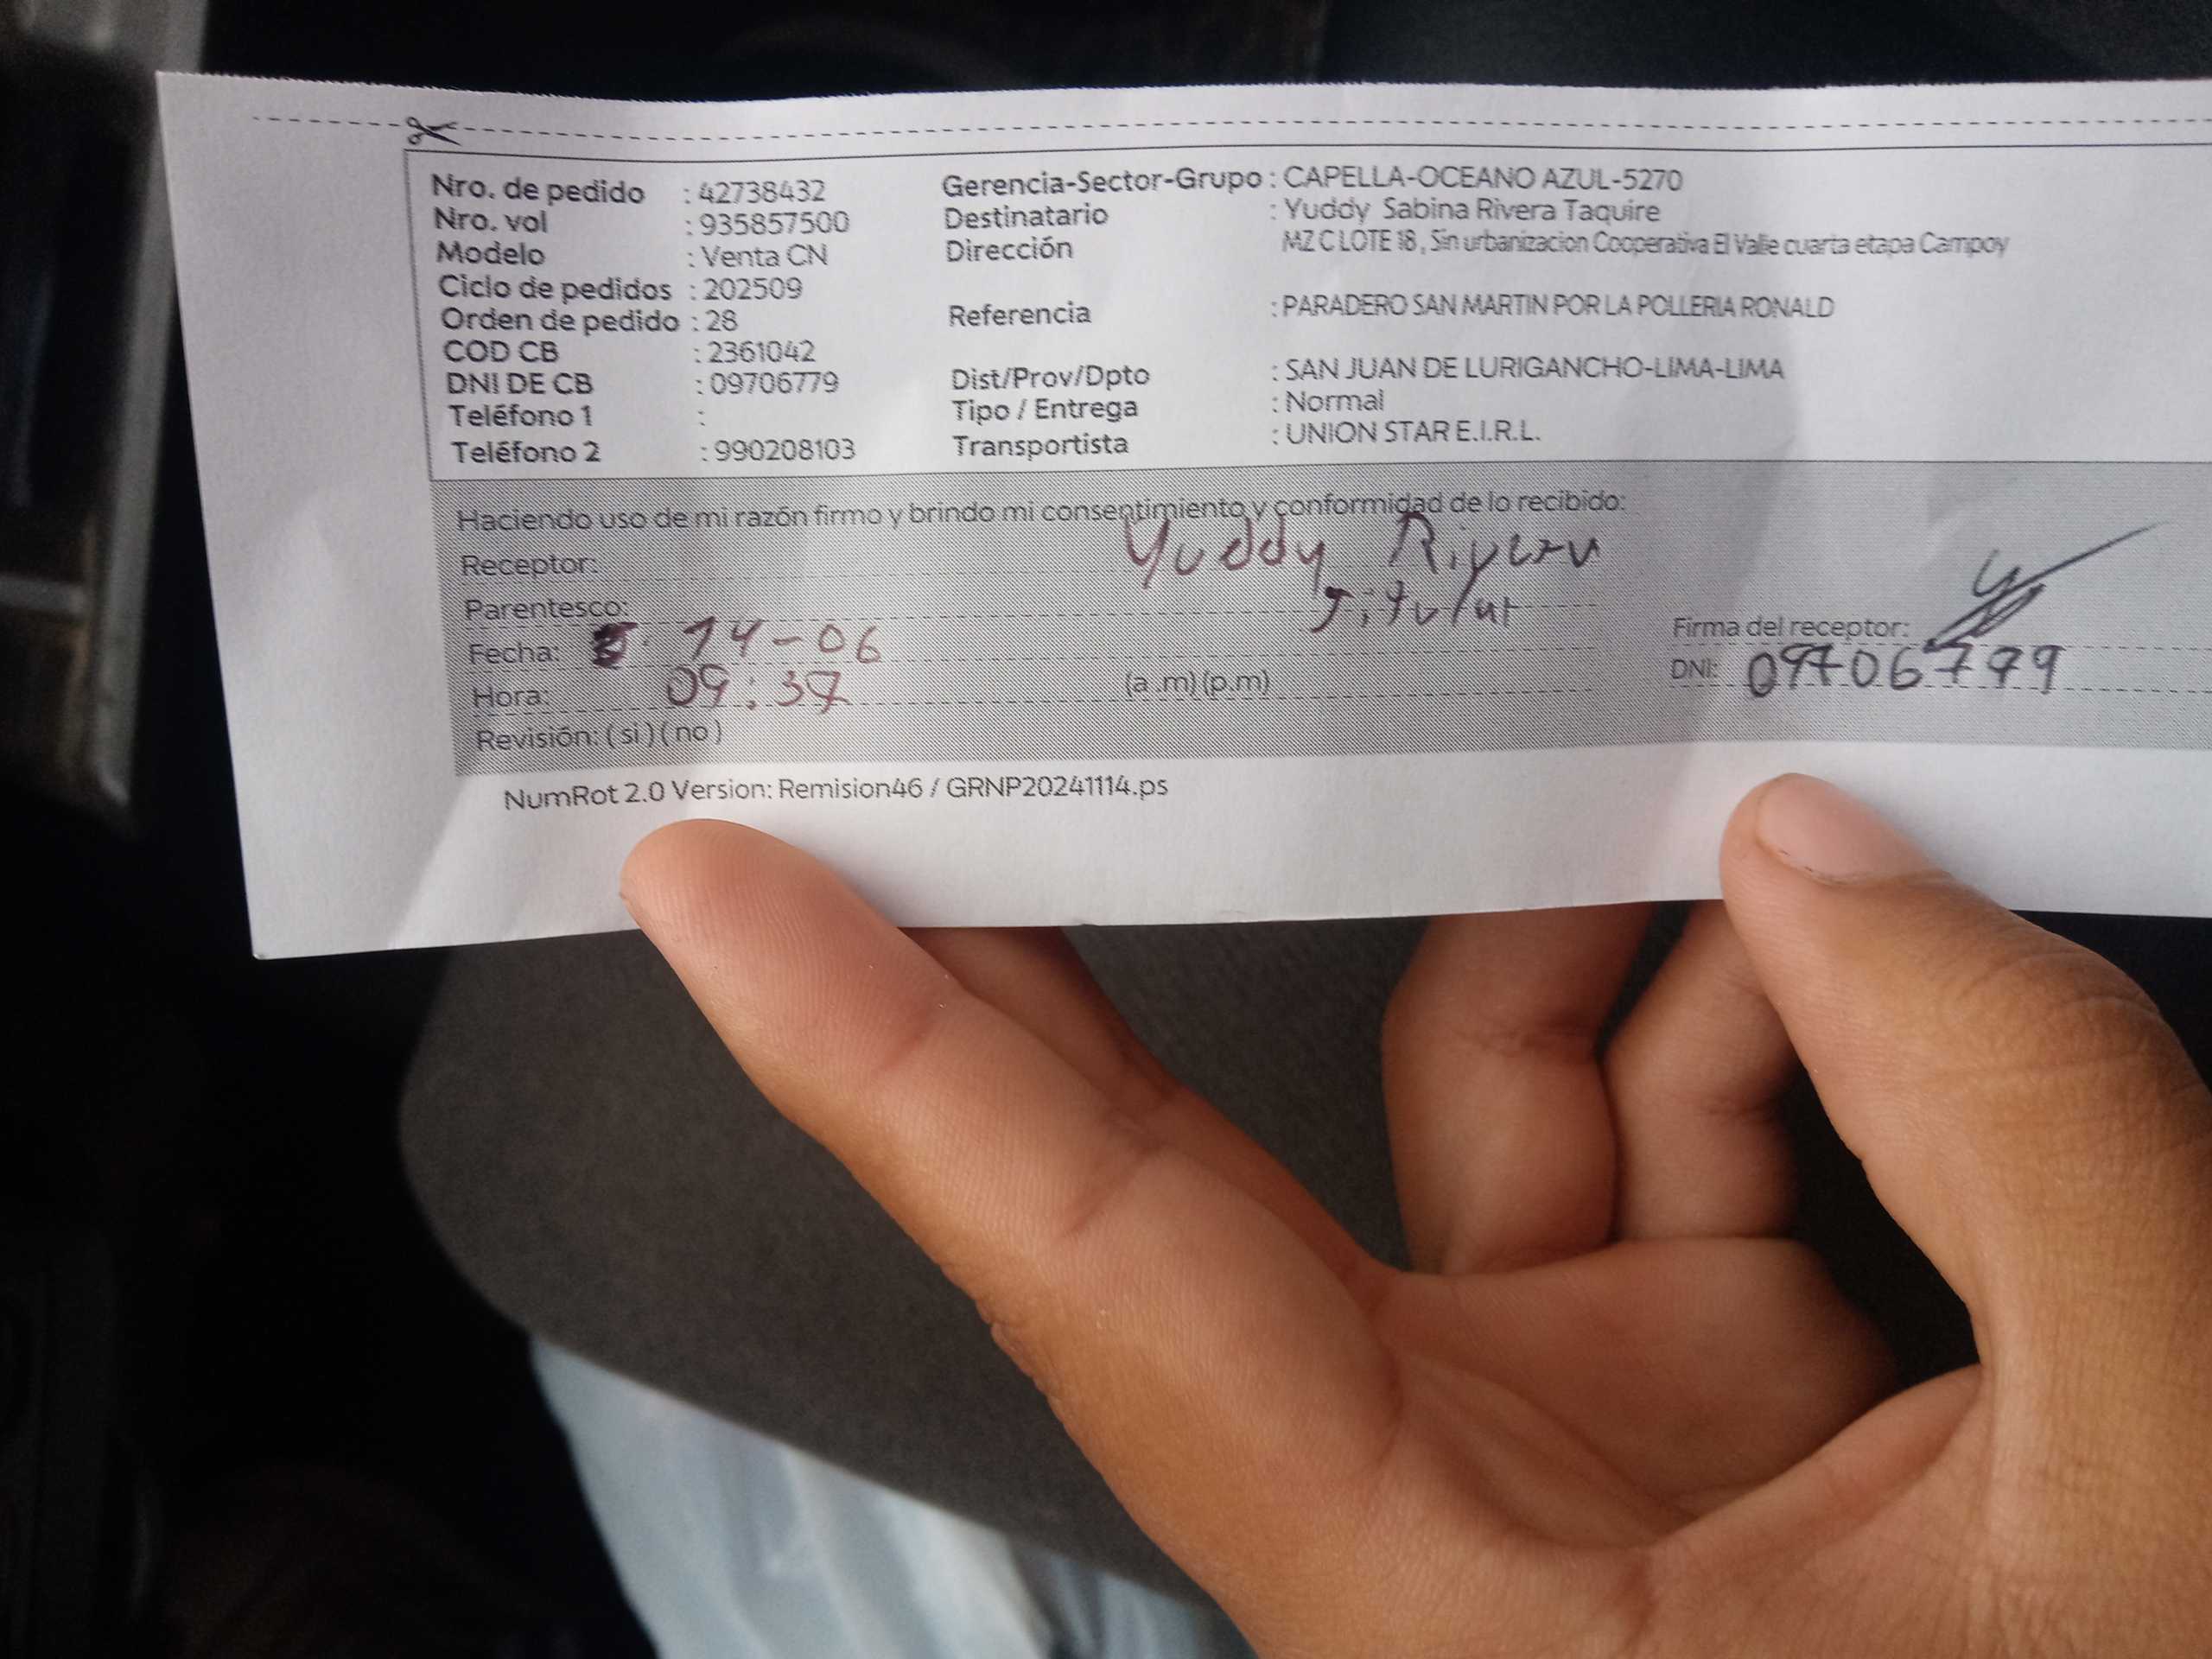 Nro. de pedido : 42738432
Nro. vol : 935857500
Modelo : Venta CN
Ciclo de pedidos : 202509
Orden de pedido : 28
COD CB : 2361042
DNI DE CB : 09706779
Teléfono 1 :
Teléfono 2 : 990208103
Gerencia-Sector-Grupo : CAPELLA-OCEANO AZUL-5270
Destinatario : Yuddy Sabina Rivera Taquire
Dirección MZ C LOTE 18 , Sin urbanizacion Cooperativa El Valle cuarta etapa Campoy
Referencia : PARADERO SAN MARTIN POR LA POLLERIA RONALD
Dist/Prov/Dpto : SAN JUAN DE LURIGANCHO-LIMA-LIMA
Tipo / Entrega : Normal
Transportista : UNION STAR E.I.R.L.
Haciendo uso de mi razón firmo y brindo mi consentimiento y conformidad de lo recibido:
Receptor: Yuddy Rivera
Parentesco: Titular
Fecha: 14-06
Hora: 09:37 (a .m) (p.m)
Revisión: ( si ) ( no )
Firma del receptor:
DNI: 09706779
NumRot 2.0 Version: Remision46 / GRNP20241114.ps